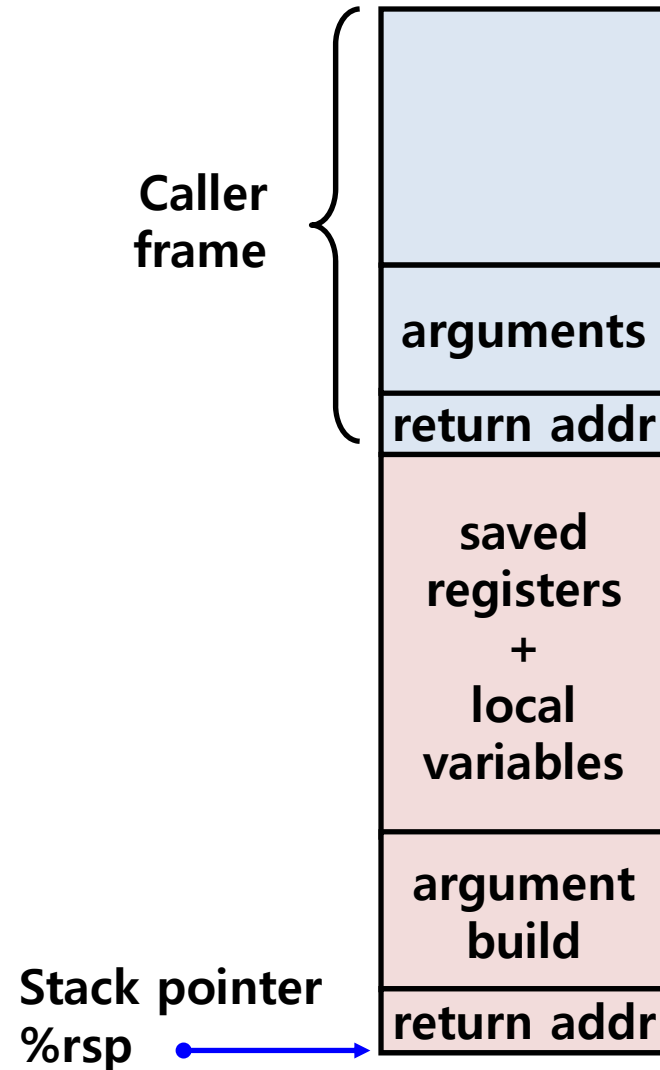 Caller
frame
arguments
return addr
saved
registers
+
local
variables
argument
build
return addr
Stack pointer
%rsp